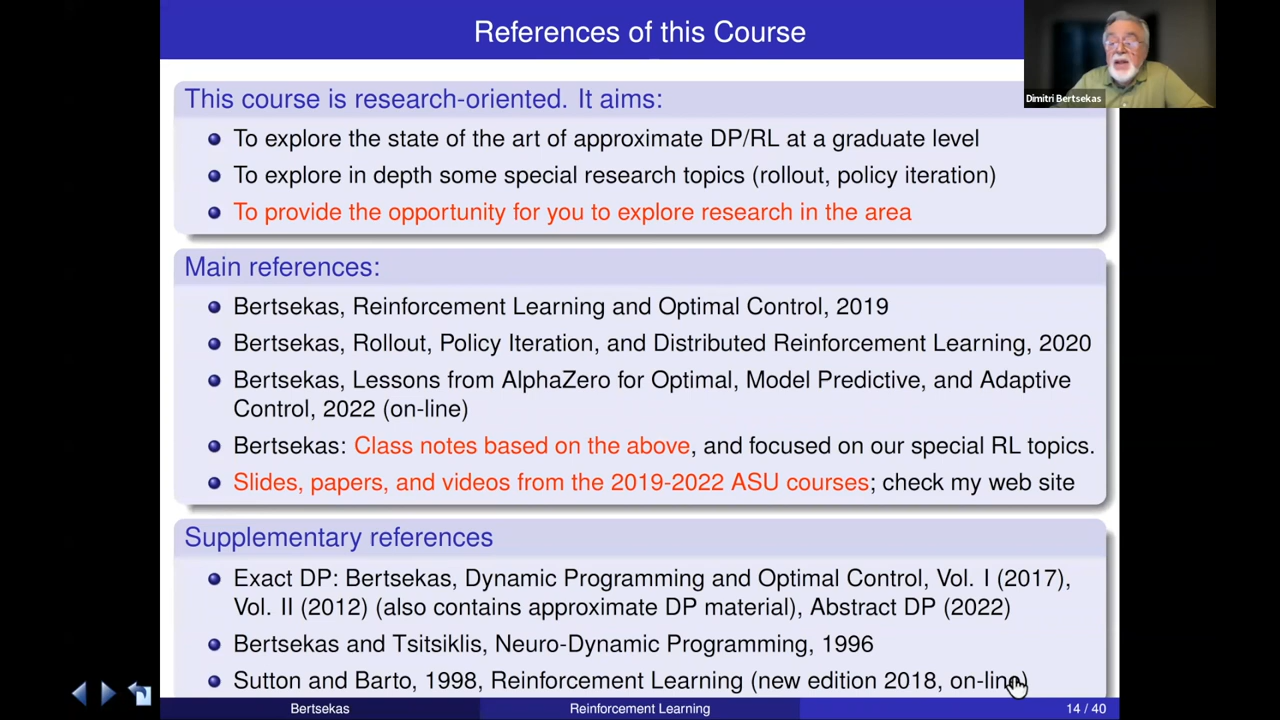 References of this Course
Dimitri Bertsekas
This course is research-oriented. It aims:
To explore the state of the art of approximate DP/RL at a graduate level
To explore in depth some special research topics (rollout, policy iteration)
To provide the opportunity for you to explore research in the area
Main references:
Bertsekas, Reinforcement Learning and Optimal Control, 2019
Bertsekas, Rollout, Policy Iteration, and Distributed Reinforcement Learning, 2020
Bertsekas, Lessons from AlphaZero for Optimal, Model Predictive, and Adaptive
Control, 2022 (on-line)
Bertsekas: Class notes based on the above, and focused on our special RL topics.
Slides, papers, and videos from the 2019-2022 ASU courses; check my web site
Supplementary references
Exact DP: Bertsekas, Dynamic Programming and Optimal Control, Vol. I (2017),
Vol. II (2012) (also contains approximate DP material), Abstract DP (2022)
Bertsekas and Tsitsiklis, Neuro-Dynamic Programming, 1996
Sutton and Barto, 1998, Reinforcement Learning (new edition 2018, on-line)
Bertsekas Reinforcement Learning 14 / 40